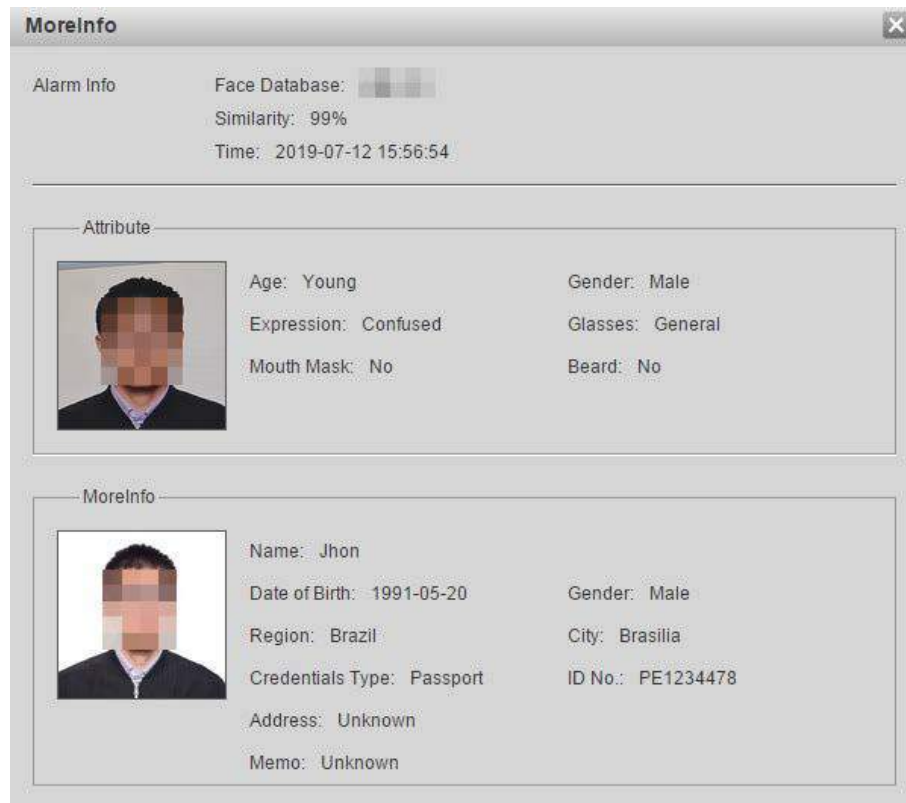 MoreInfo
Alarm Info Face Database:
Similarity: 99%
Time: 2019-07-12 15:56:54
Attribute
Age: Young Gender: Male
Expression: Confused Glasses: General
Mouth Mask: No Beard: No
MoreInfo
Name: Jhon
Date of Birth: 1991-05-20 Gender: Male
Region: Brazil City: Brasilia
Credentials Type: Passport ID No.: PE1234478
Address: Unknown
Memo: Unknown